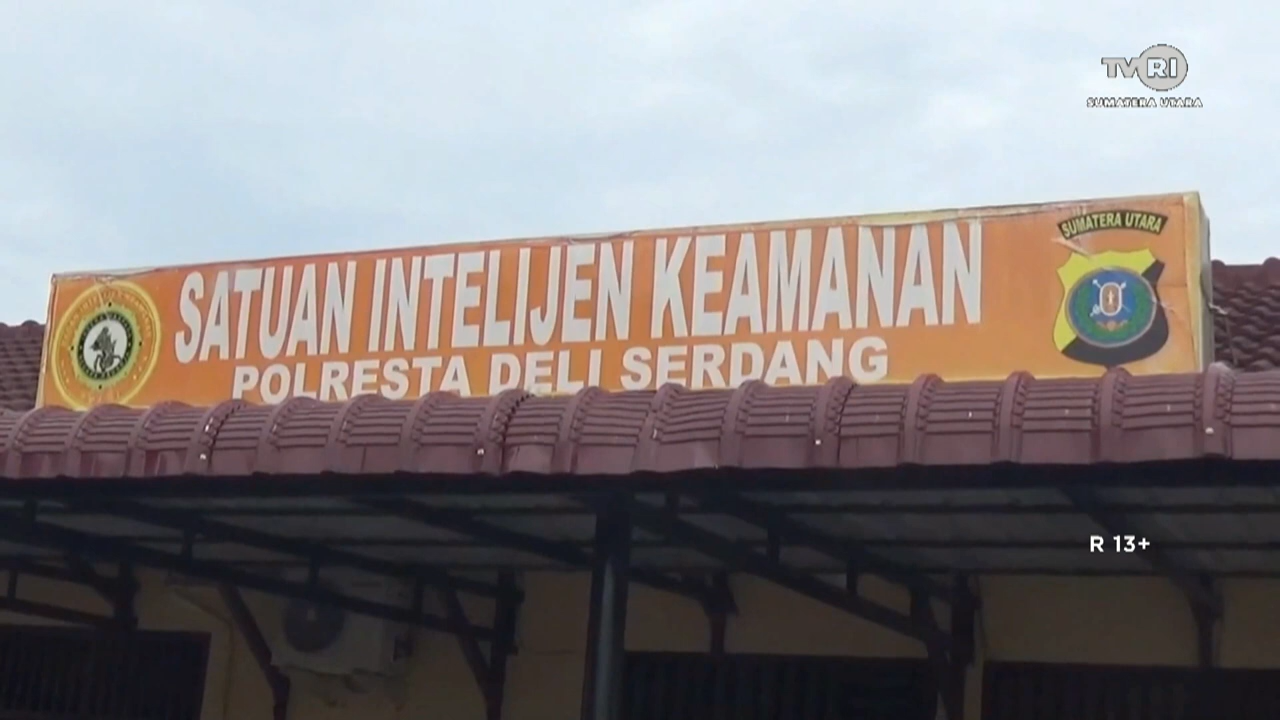 TVRI
SUMATERA UTARA
SATUAN INTELIJEN KEAMANAN
POLRESTA DELI SERDANG
SUMATERA UTARA
R 13+